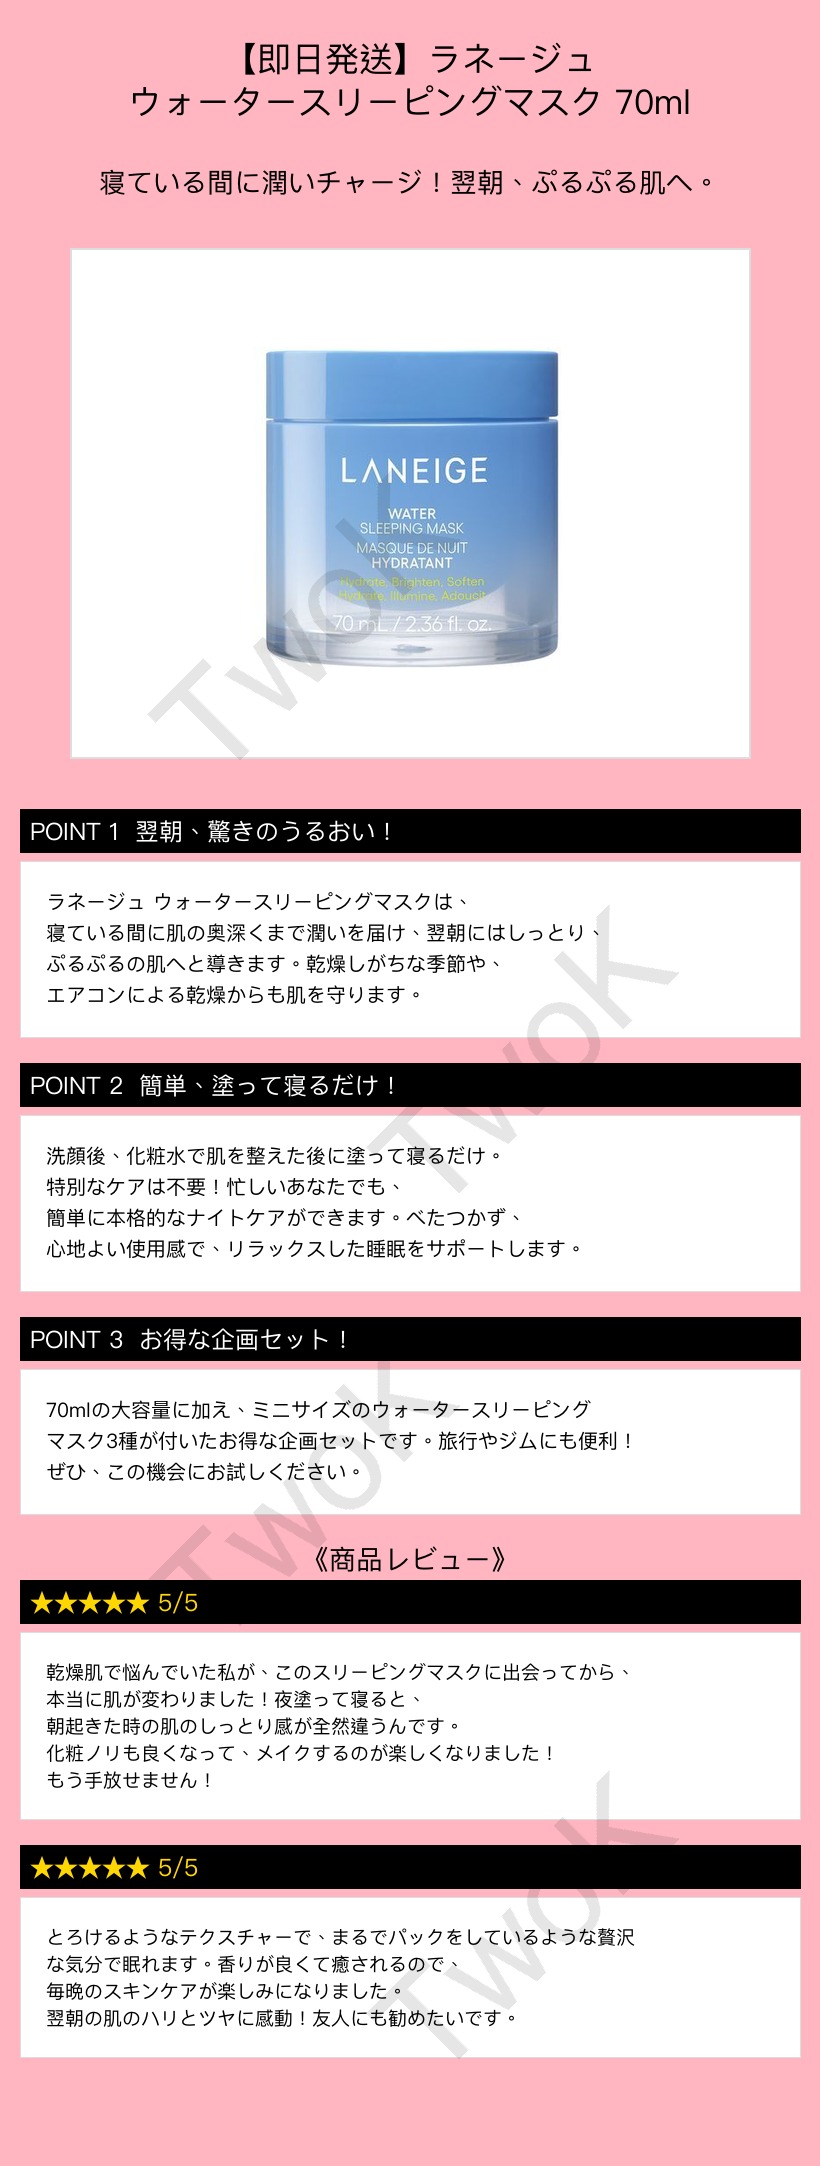 【即日発送】ラネージュ
ウォータースリーピングマスク 70ml
寝ている間に潤いチャージ！翌朝、ぷるぷる肌へ。
LANEIGE
WATER
SLEEPING MASK
MASQUE DE NUIT
HYDRATANT
Hydrate, Brighten, Soften
Hydrate, Illumine, Adoucit
70 mL / 2.36 fl. oz.
TwoK
POINT 1 翌朝、驚きのうるおい！
ラネージュ ウォータースリーピングマスクは、
寝ている間に肌の奥深くまで潤いを届け、翌朝にはしっとり、
ぷるぷるの肌へと導きます。乾燥しがちな季節や、
エアコンによる乾燥からも肌を守ります。
TwoK
POINT 2 簡単、塗って寝るだけ！
洗顔後、化粧水で肌を整えた後に塗って寝るだけ。
特別なケアは不要！忙しいあなたでも、
簡単に本格的なナイトケアができます。べたつかず、
心地よい使用感で、リラックスした睡眠をサポートします。
POINT 3 お得な企画セット！
70mlの大容量に加え、ミニサイズのウォータースリーピング
マスク3種が付いたお得な企画セットです。旅行やジムにも便利！
ぜひ、この機会にお試しください。
TwoK
《商品レビュー》
★★★★★ 5/5
乾燥肌で悩んでいた私が、このスリーピングマスクに出会ってから、
本当に肌が変わりました！夜塗って寝ると、
朝起きた時の肌のしっとり感が全然違うんです。
化粧ノリも良くなって、メイクするのが楽しくなりました！
もう手放せません！
★★★★★ 5/5
とろけるようなテクスチャーで、まるでパックをしているような贅沢
な気分で眠れます。香りが良くて癒されるので、
毎晩のスキンケアが楽しみになりました。
翌朝の肌のハリとツヤに感動！友人にも勧めたいです。
TwoK